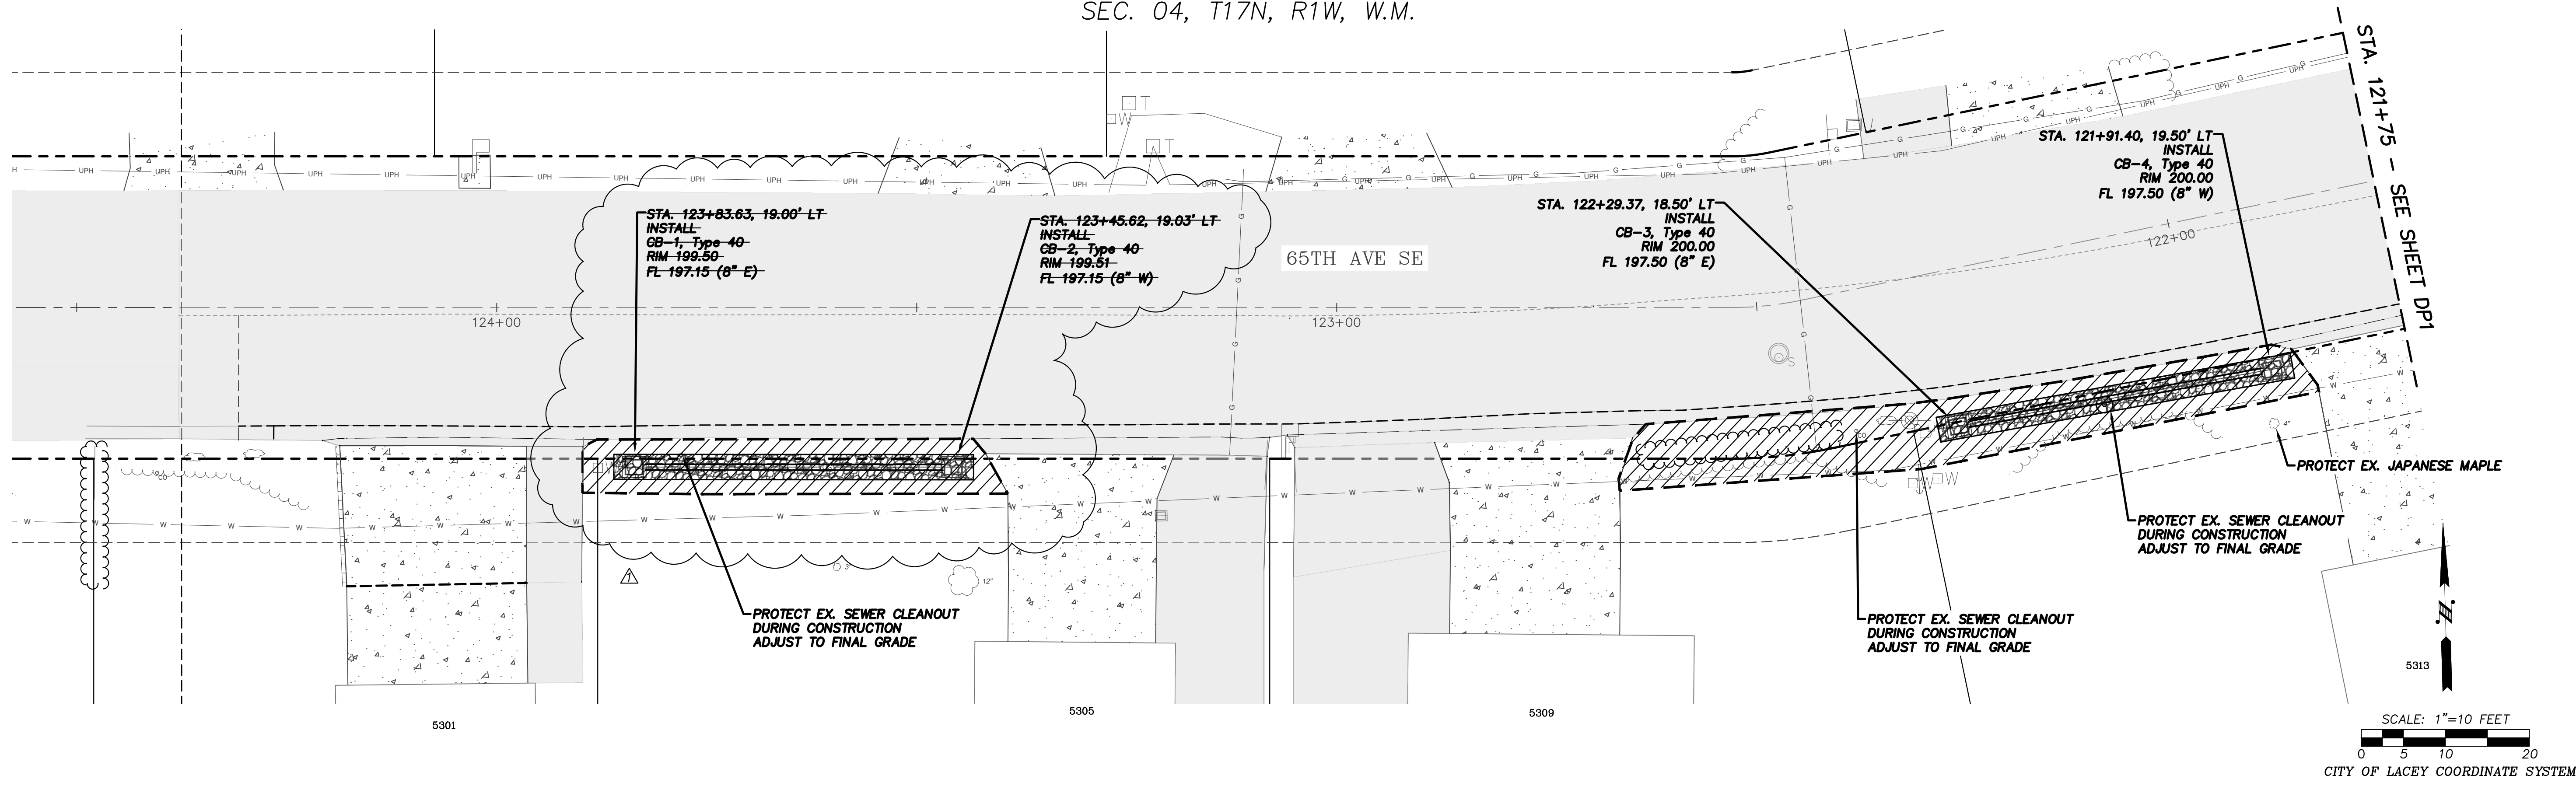 SEC. 04, T17N, R1W, W.M.
STA. 121+75 - SEE SHEET DP1
STA. 123+83.63, 19.00' LT
INSTALL
CB-1, Type 40
RIM 199.50
FL 197.15 (8" E)
STA. 123+45.62, 19.03' LT
INSTALL
CB-2, Type 40
RIM 199.51
FL 197.15 (8" W)
65TH AVE SE
STA. 122+29.37, 18.50' LT
INSTALL
CB-3, Type 40
RIM 200.00
FL 197.50 (8" E)
STA. 121+91.40, 19.50' LT
INSTALL
CB-4, Type 40
RIM 200.00
FL 197.50 (8" W)
124+00
123+00
122+00
PROTECT EX. JAPANESE MAPLE
4"
PROTECT EX. SEWER CLEANOUT
DURING CONSTRUCTION
ADJUST TO FINAL GRADE
PROTECT EX. SEWER CLEANOUT
DURING CONSTRUCTION
ADJUST TO FINAL GRADE
PROTECT EX. SEWER CLEANOUT
DURING CONSTRUCTION
ADJUST TO FINAL GRADE
1
3"
12"
5301
5305
5309
5313
N
SCALE: 1"=10 FEET
0 5 10 20
CITY OF LACEY COORDINATE SYSTEM